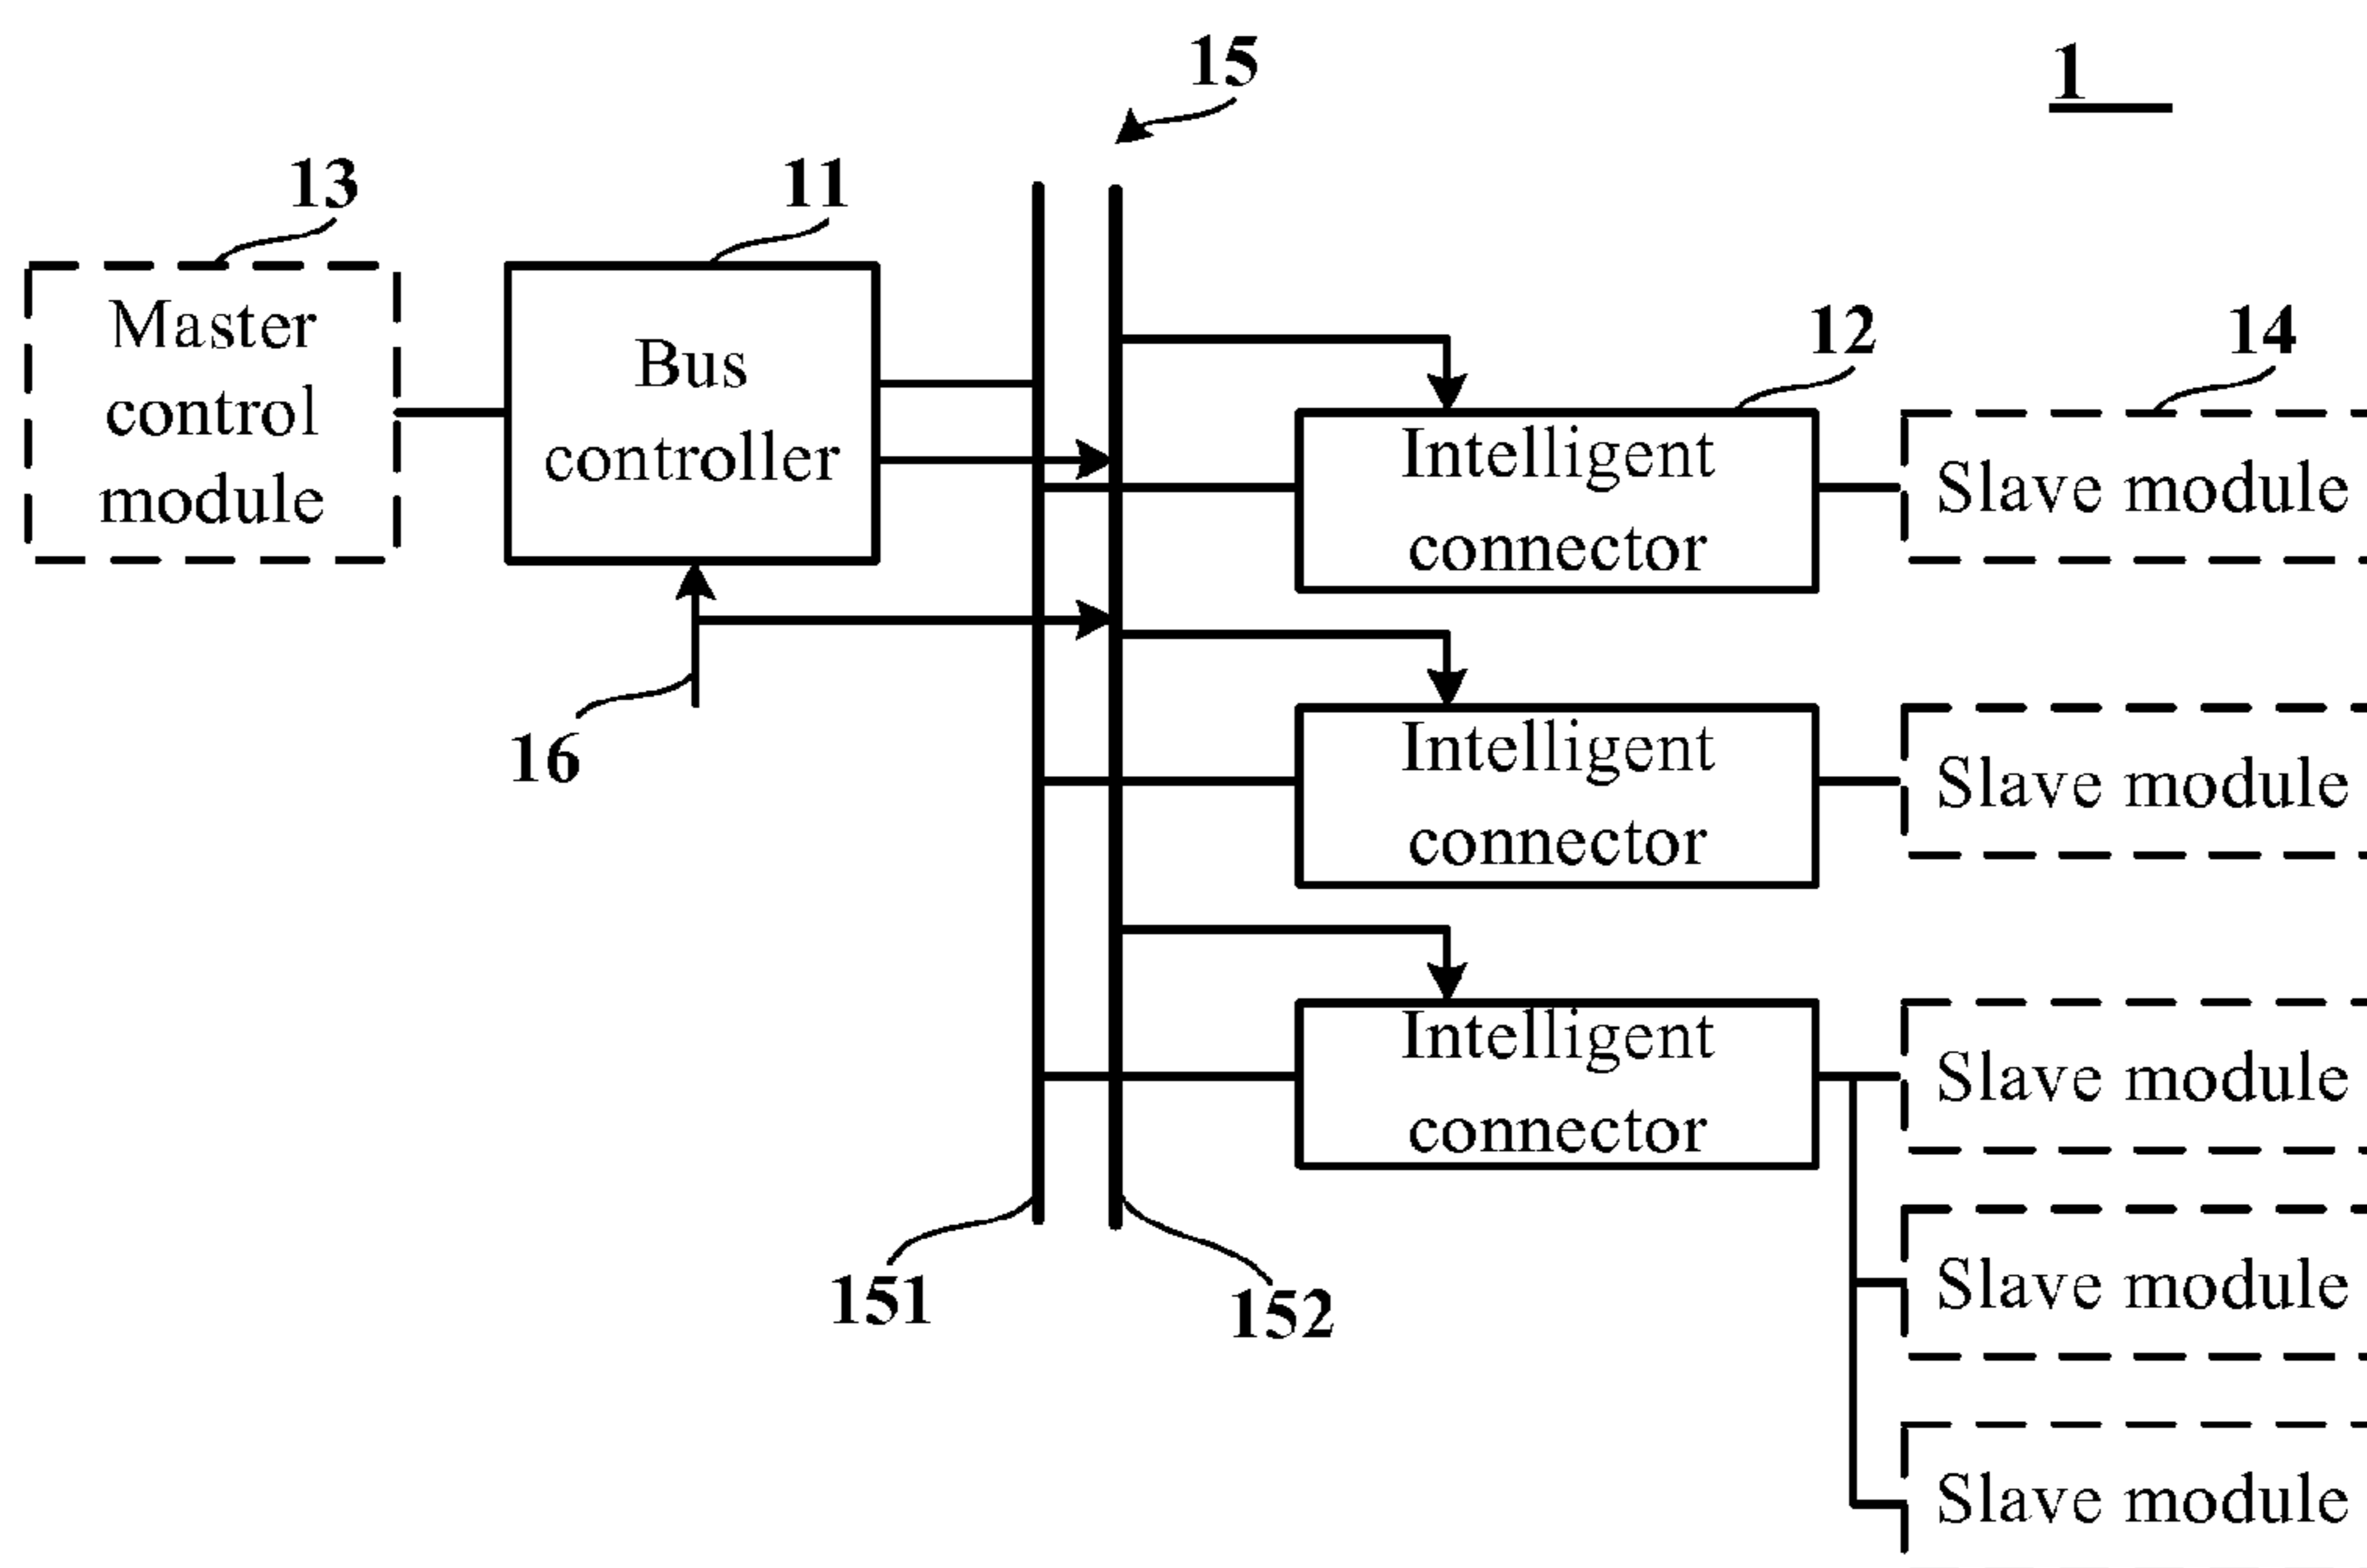 15
1
13
11
Master
control
module
Bus
controller
12
14
Intelligent
connector
Slave module
16
Intelligent
connector
Slave module
Intelligent
connector
Slave module
151
152
Slave module
Slave module